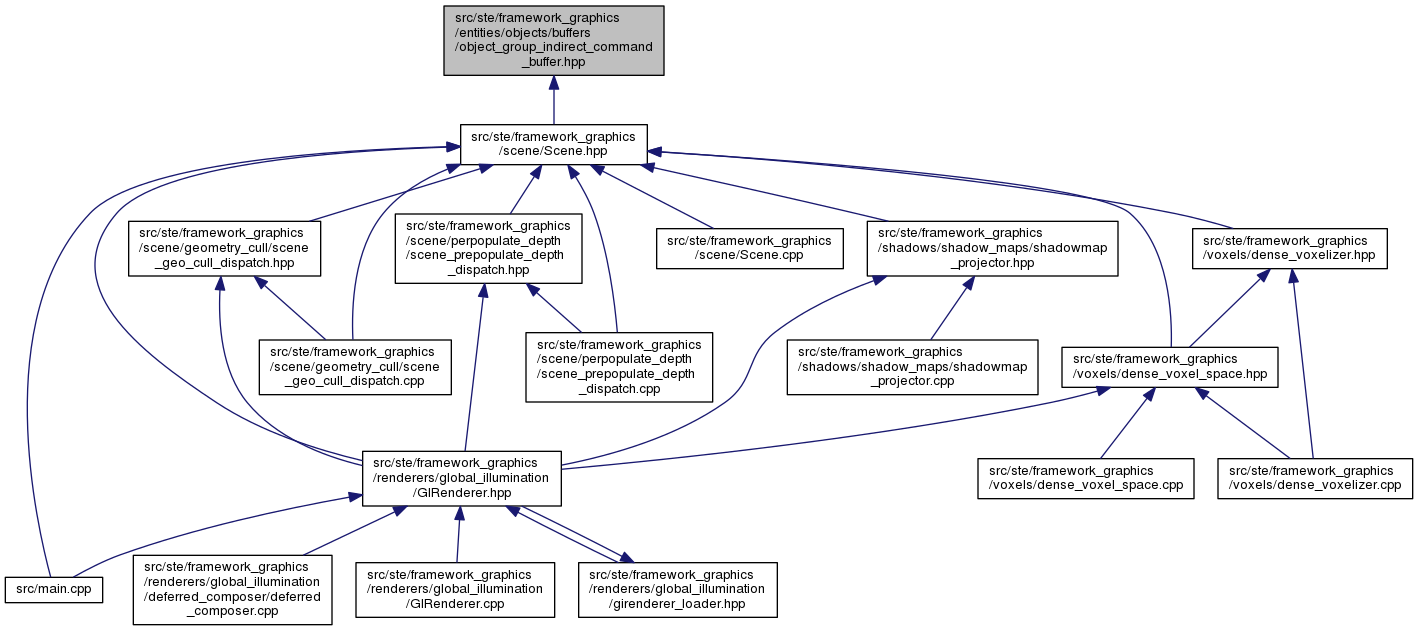 src/ste/framework_graphics
/entities/objects/buffers
/object_group_indirect_command
_buffer.hpp
src/ste/framework_graphics
/scene/Scene.hpp
src/ste/framework_graphics
/scene/geometry_cull/scene
_geo_cull_dispatch.hpp
src/ste/framework_graphics
/scene/perpopulate_depth
/scene_prepopulate_depth
_dispatch.hpp
src/ste/framework_graphics
/scene/Scene.cpp
src/ste/framework_graphics
/shadows/shadow_maps/shadowmap
_projector.hpp
src/ste/framework_graphics
/voxels/dense_voxelizer.hpp
src/ste/framework_graphics
/scene/geometry_cull/scene
_geo_cull_dispatch.cpp
src/ste/framework_graphics
/scene/perpopulate_depth
/scene_prepopulate_depth
_dispatch.cpp
src/ste/framework_graphics
/shadows/shadow_maps/shadowmap
_projector.cpp
src/ste/framework_graphics
/voxels/dense_voxel_space.hpp
src/ste/framework_graphics
/renderers/global_illumination
/GIRenderer.hpp
src/ste/framework_graphics
/voxels/dense_voxel_space.cpp
src/ste/framework_graphics
/voxels/dense_voxelizer.cpp
src/main.cpp
src/ste/framework_graphics
/renderers/global_illumination
/deferred_composer/deferred
_composer.cpp
src/ste/framework_graphics
/renderers/global_illumination
/GIRenderer.cpp
src/ste/framework_graphics
/renderers/global_illumination
/girenderer_loader.hpp